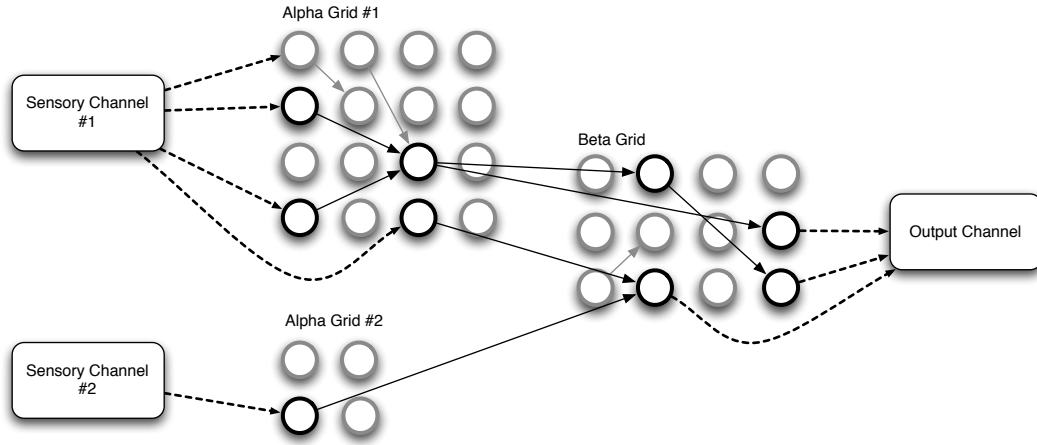 Alpha Grid #1
Sensory Channel
#1
Beta Grid
Output Channel
Alpha Grid #2
Sensory Channel
#2